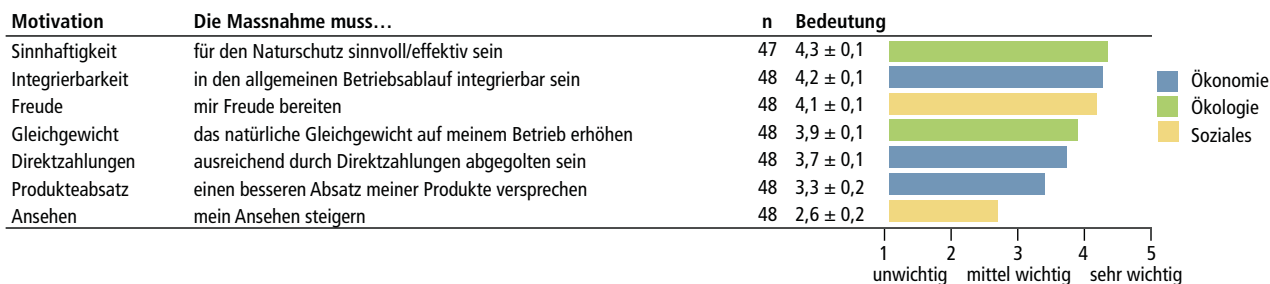 Motivation Die Massnahme muss… n Bedeutung
Sinnhaftigkeit für den Naturschutz sinnvoll/effektiv sein 47 4,3 ± 0,1
Integrierbarkeit in den allgemeinen Betriebsablauf integrierbar sein 48 4,2 ± 0,1
Freude mir Freude bereiten 48 4,1 ± 0,1
Gleichgewicht das natürliche Gleichgewicht auf meinem Betrieb erhöhen 48 3,9 ± 0,1
Direktzahlungen ausreichend durch Direktzahlungen abgegolten sein 48 3,7 ± 0,1
Produkteabsatz einen besseren Absatz meiner Produkte versprechen 48 3,3 ± 0,2
Ansehen mein Ansehen steigern 48 2,6 ± 0,2
Ökonomie
Ökologie
Soziales
1 2 3 4 5
unwichtig mittel wichtig sehr wichtig